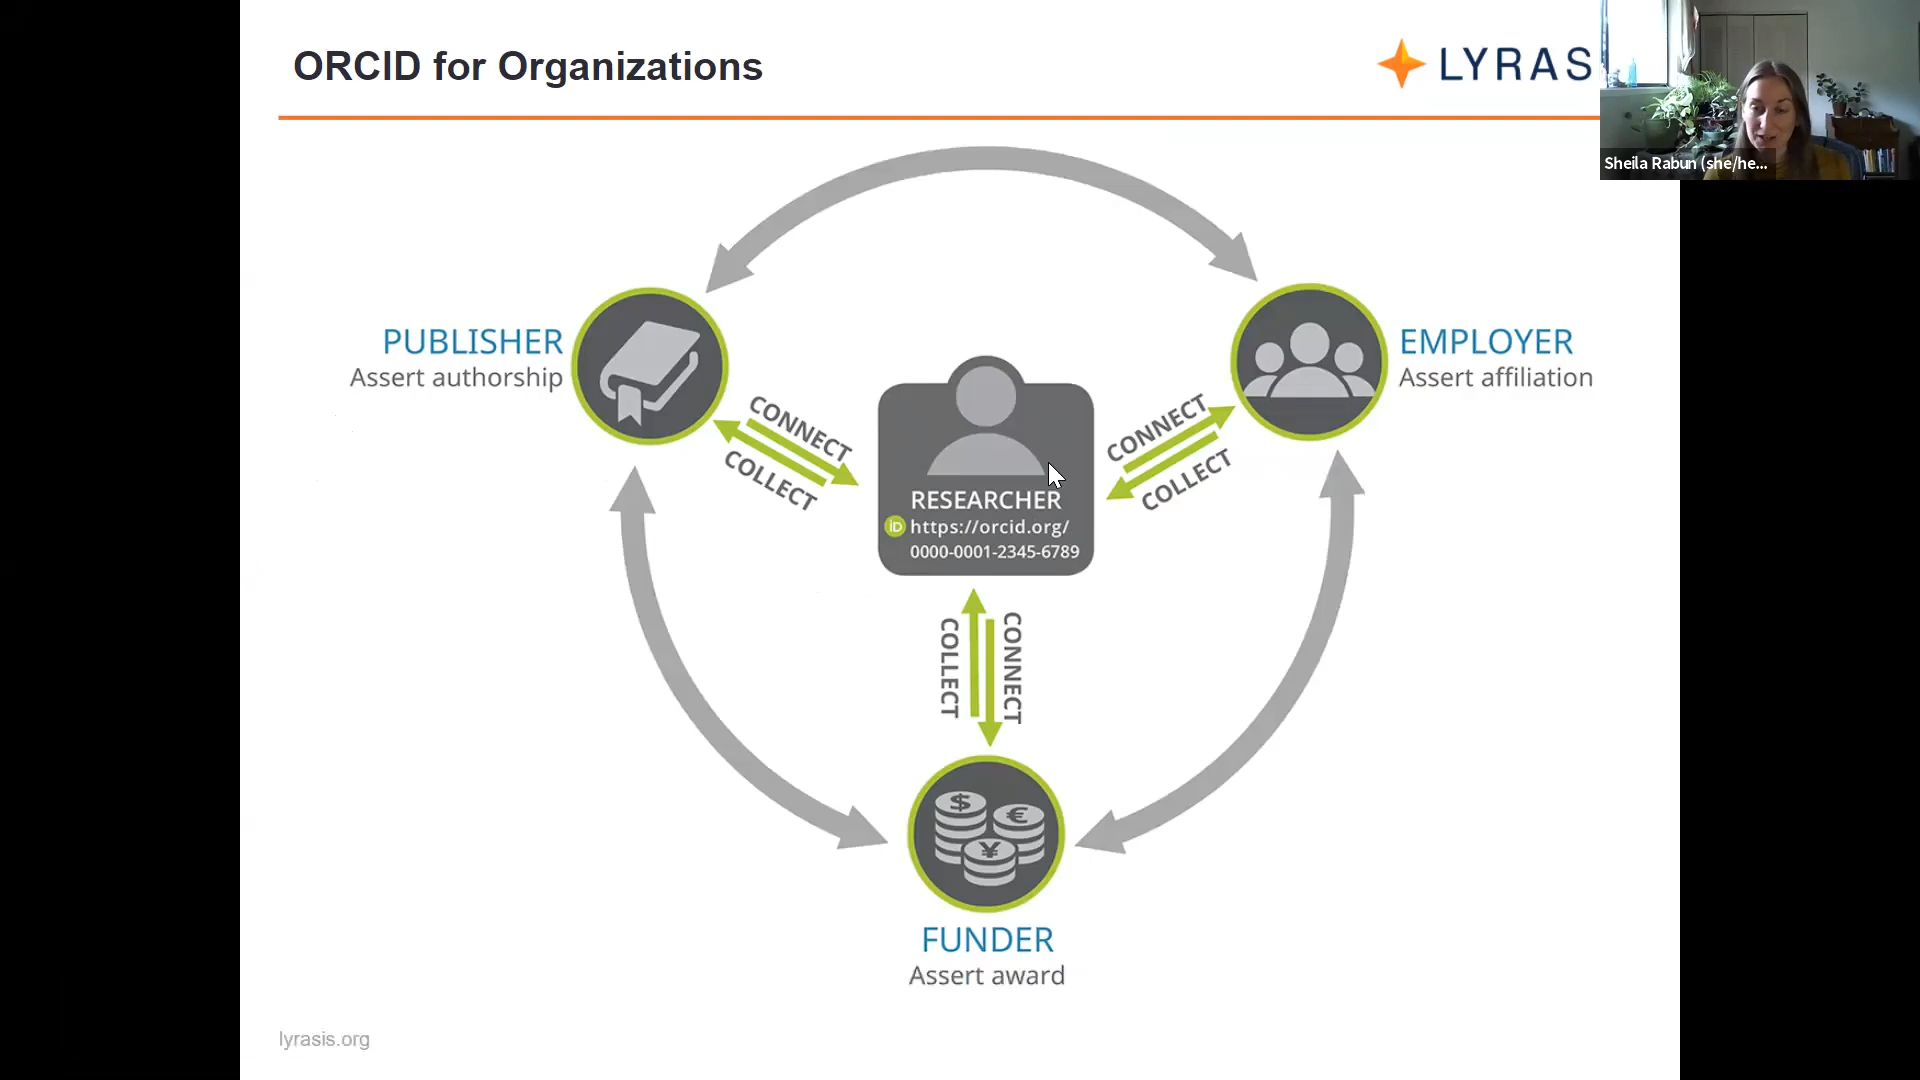 ORCID for Organizations
LYRAS
Sheila Rabun (she/he...
PUBLISHER
Assert authorship
EMPLOYER
Assert affiliation
CONNECT
COLLECT
CONNECT
COLLECT
RESEARCHER
iD https://orcid.org/
0000-0001-2345-6789
COLLECT
CONNECT
$
€
¥
FUNDER
Assert award
lyrasis.org